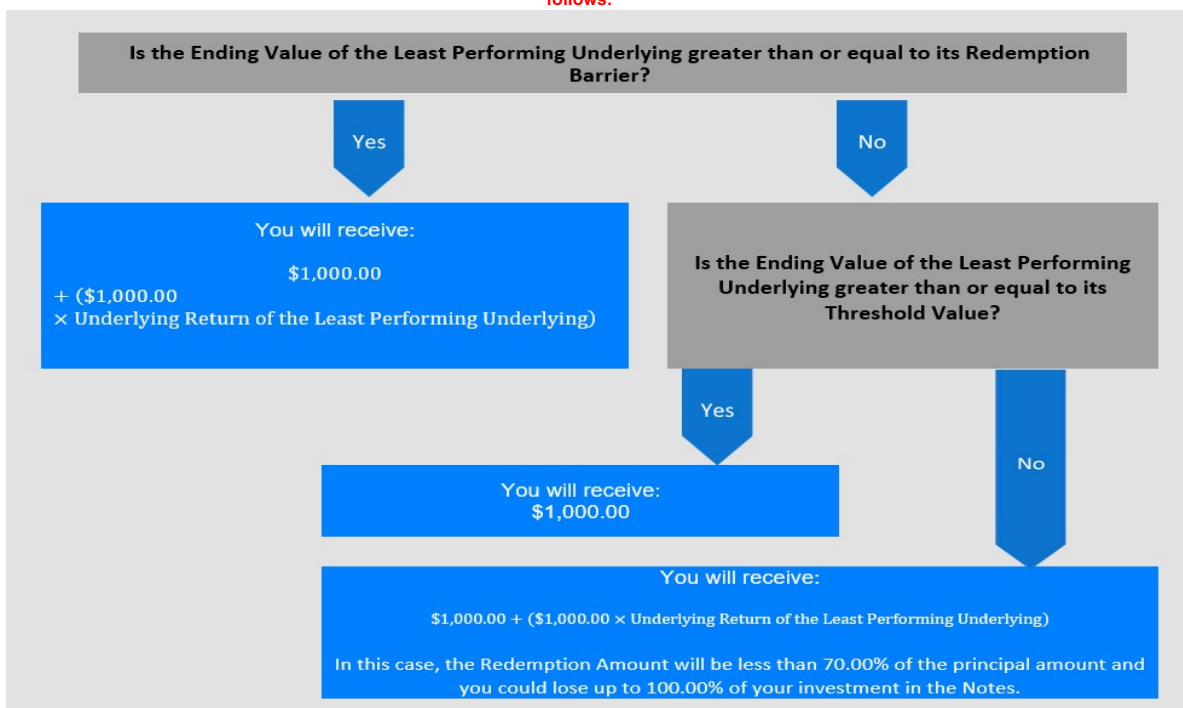 follows:
Is the Ending Value of the Least Performing Underlying greater than or equal to its Redemption
Barrier?
Yes
No
You will receive:
$1,000.00
+ ($1,000.00
× Underlying Return of the Least Performing Underlying)
Is the Ending Value of the Least Performing
Underlying greater than or equal to its
Threshold Value?
Yes
No
You will receive:
$1,000.00
You will receive:
$1,000.00 + ($1,000.00 × Underlying Return of the Least Performing Underlying)
In this case, the Redemption Amount will be less than 70.00% of the principal amount and
you could lose up to 100.00% of your investment in the Notes.